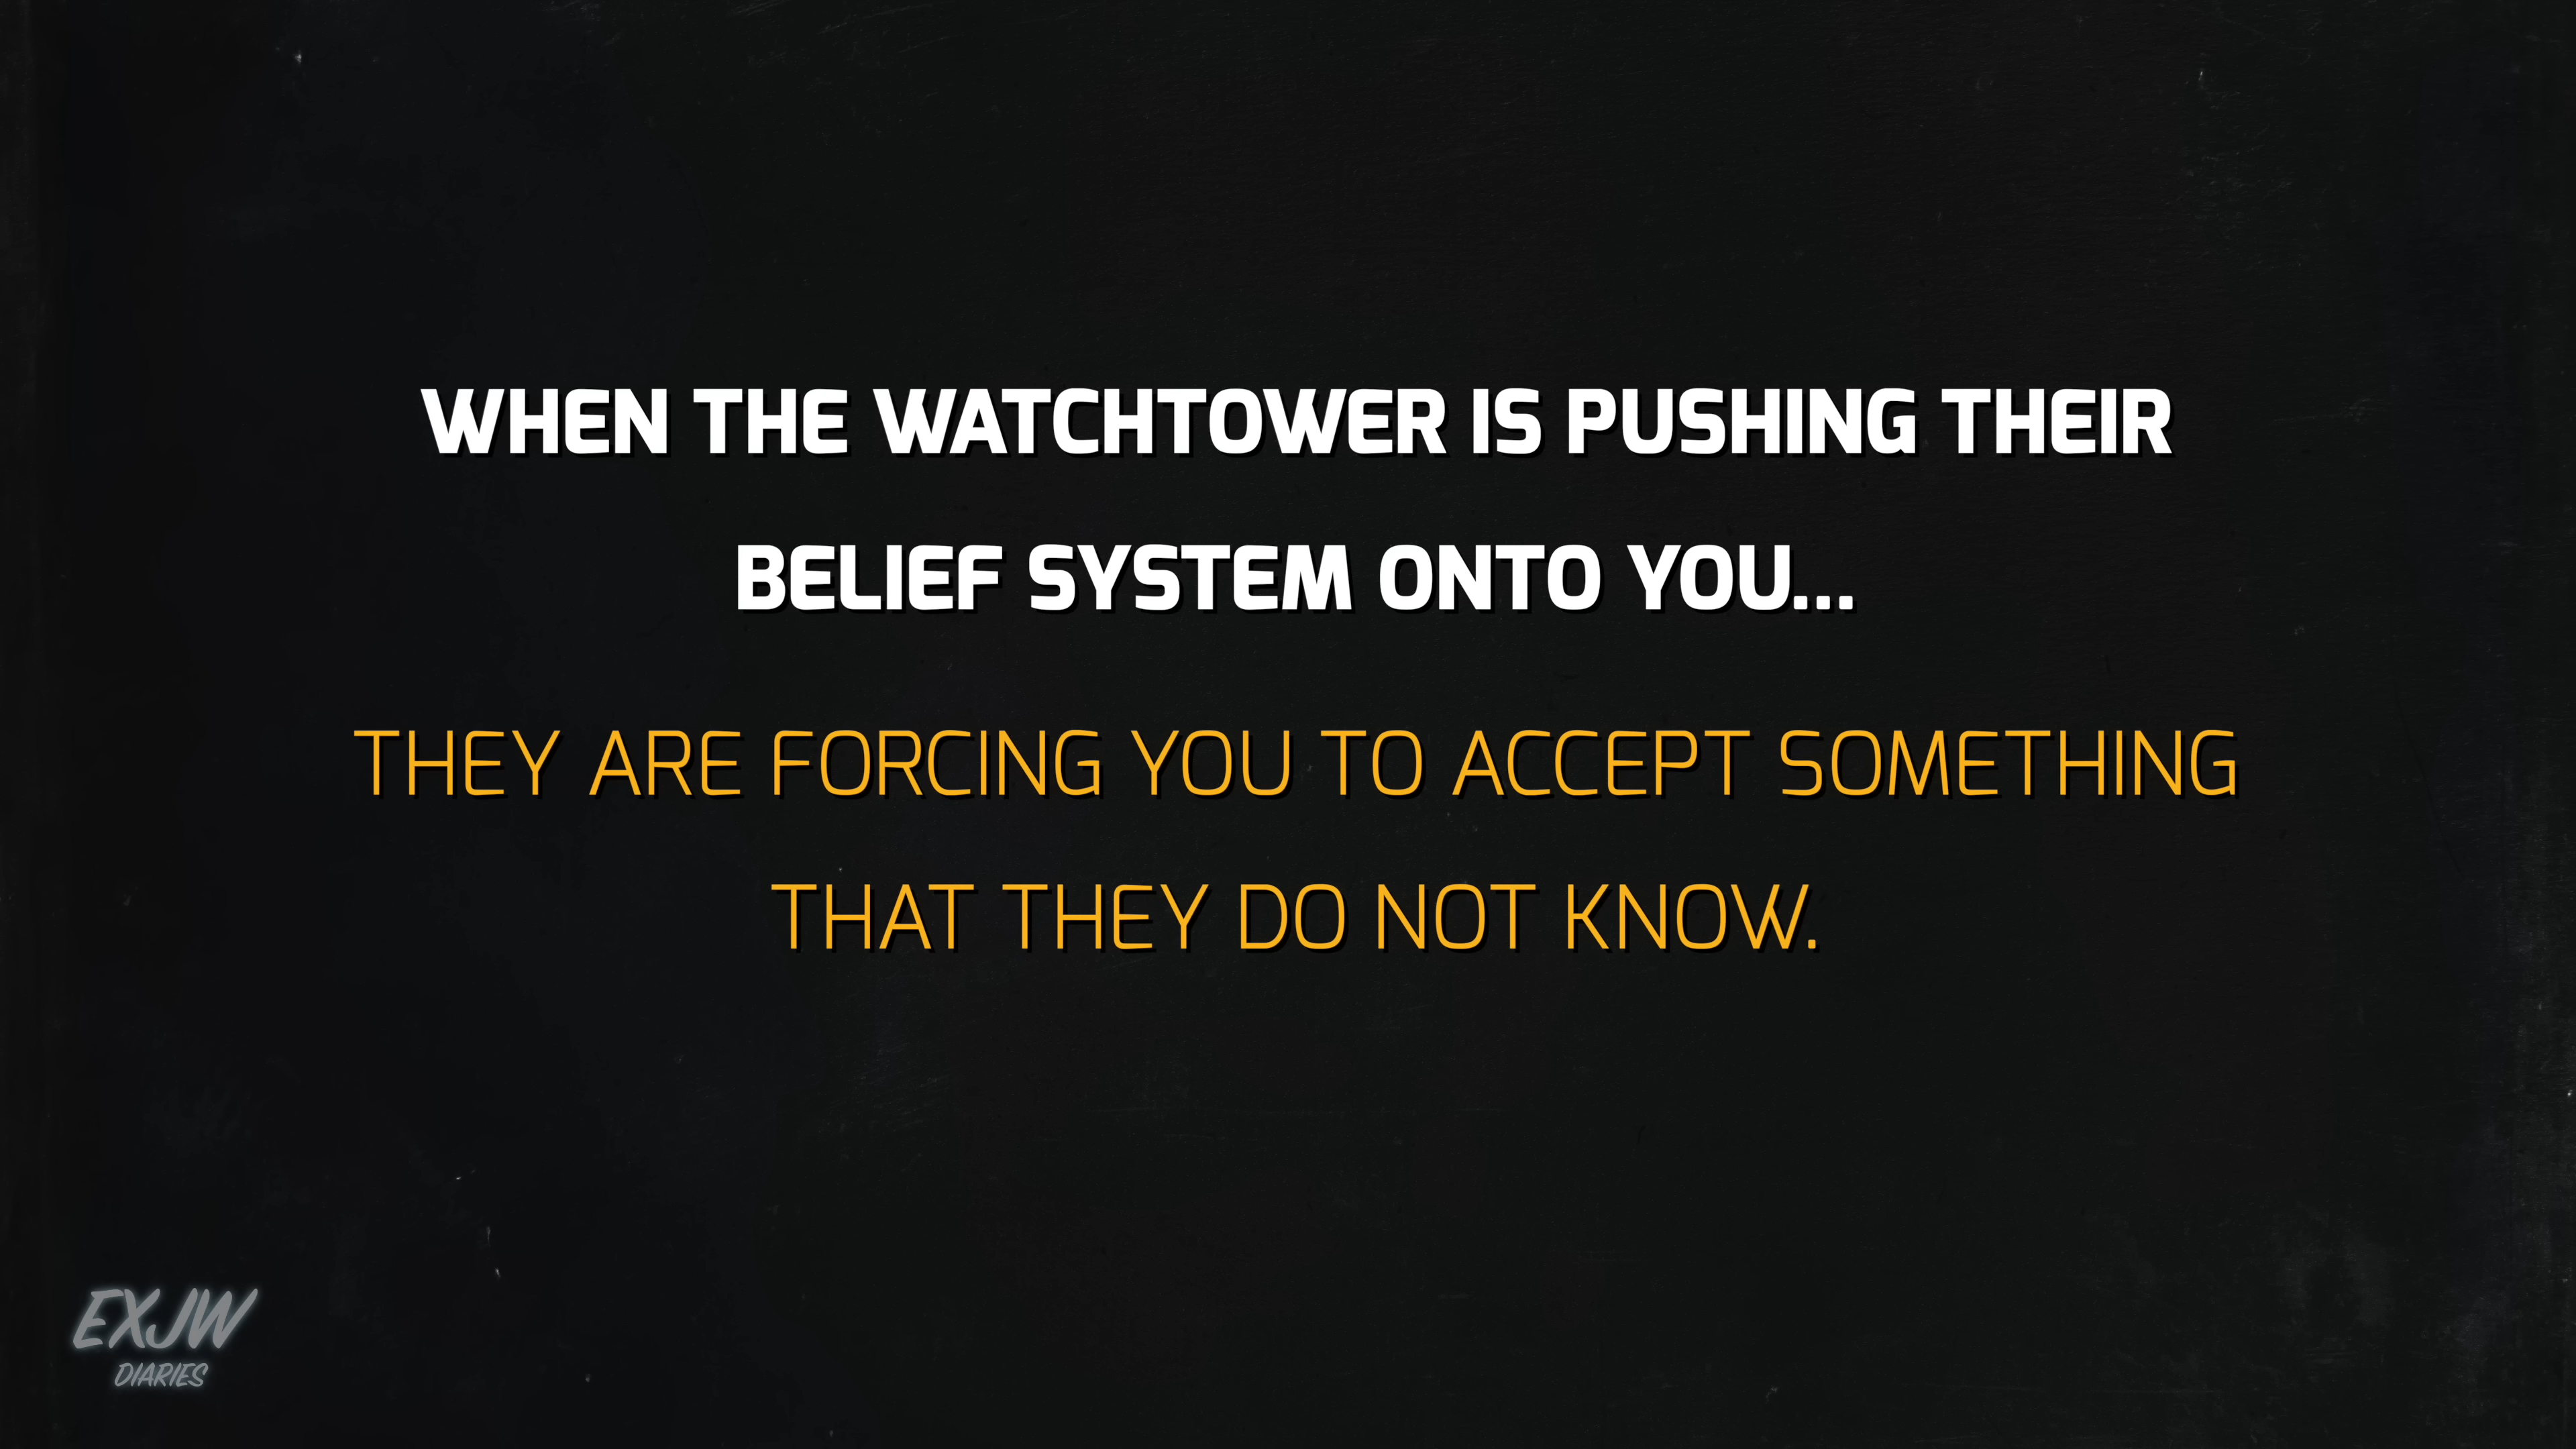 WHEN THE WATCHTOWER IS PUSHING THEIR
BELIEF SYSTEM ONTO YOU...
THEY ARE FORCING YOU TO ACCEPT SOMETHING
THAT THEY DO NOT KNOW.
EXJW
DIARIES